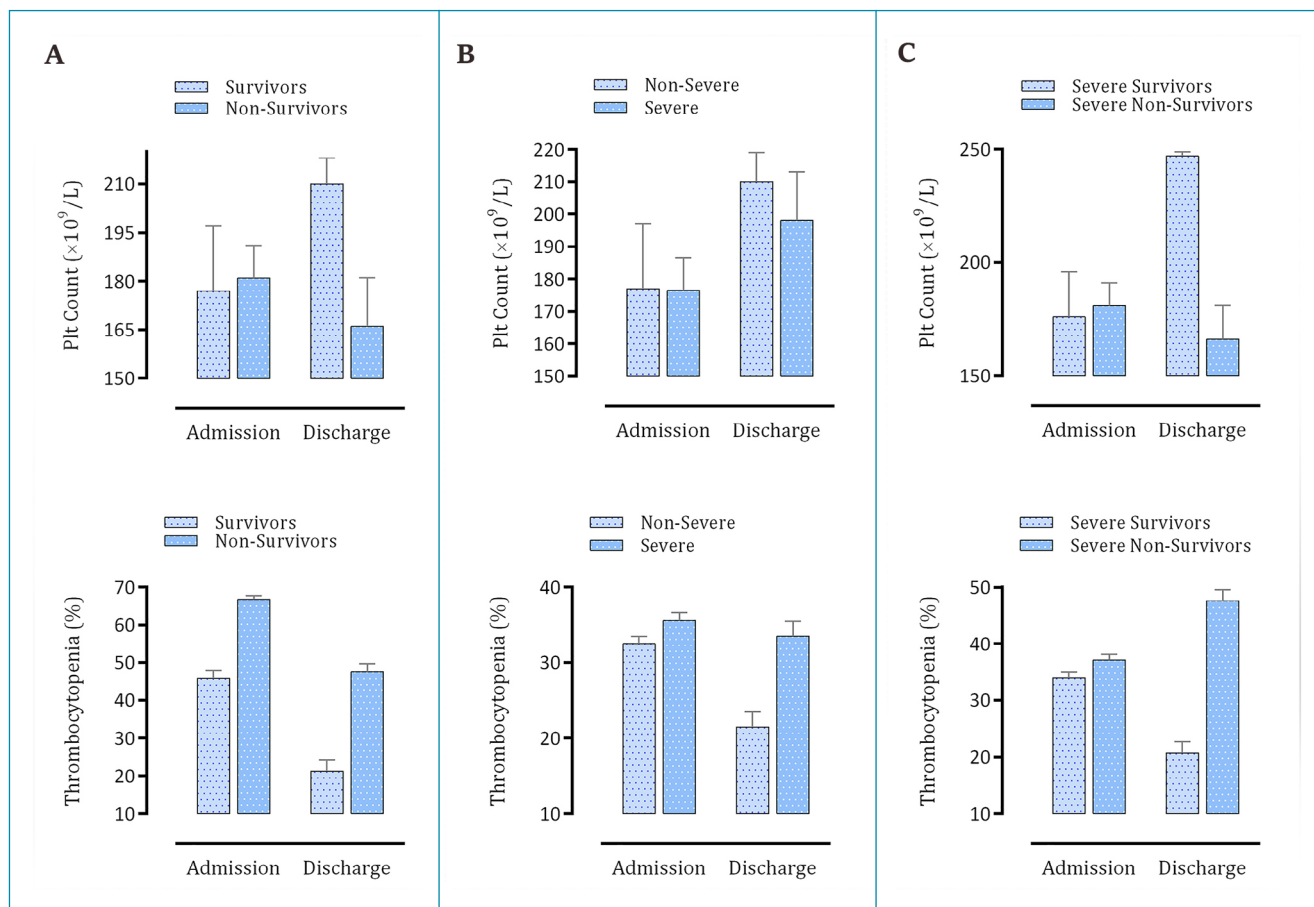 A
Survivors
Non-Survivors
Plt Count (×10⁹/L)
210
195
180
165
150
Admission Discharge
Survivors
Non-Survivors
Thrombocytopenia (%)
70
60
50
40
30
20
10
Admission Discharge
B
Non-Severe
Severe
Plt Count (×10⁹/L)
220
210
200
190
180
170
160
150
Admission Discharge
Non-Severe
Severe
Thrombocytopenia (%)
40
30
20
10
Admission Discharge
C
Severe Survivors
Severe Non-Survivors
Plt Count (×10⁹/L)
250
200
150
Admission Discharge
Severe Survivors
Severe Non-Survivors
Thrombocytopenia (%)
50
40
30
20
10
Admission Discharge